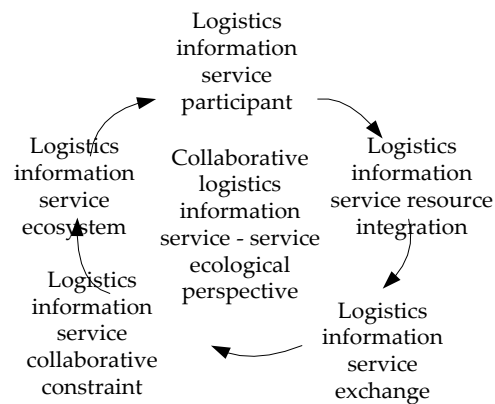 Logistics
information
service
participant
Logistics
information
service resource
integration
Logistics
information
service
exchange
Logistics
information
service
collaborative
constraint
Logistics
information
service
ecosystem
Collaborative
logistics
information
service - service
ecological
perspective